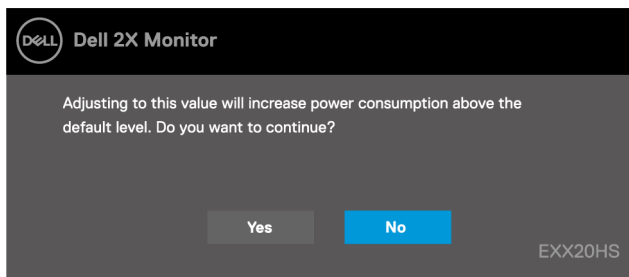 DELL Dell 2X Monitor
Adjusting to this value will increase power consumption above the
default level. Do you want to continue?
Yes No
EXX20HS